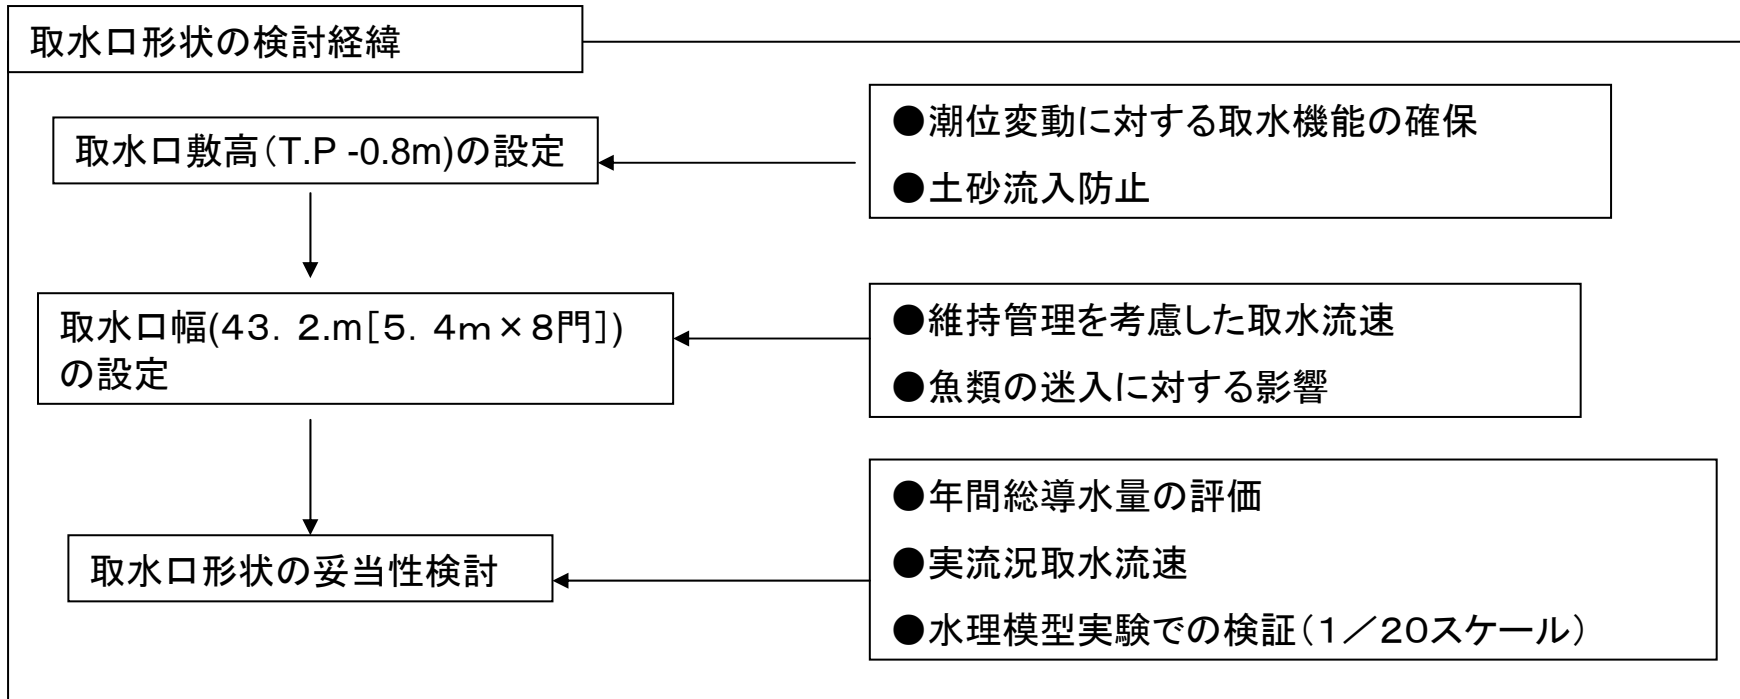 取水口形状の検討経緯
取水口敷高(T.P -0.8m)の設定
●潮位変動に対する取水機能の確保
●土砂流入防止
取水口幅(４３．２.m[５．４ｍ×８門])
の設定
●維持管理を考慮した取水流速
●魚類の迷入に対する影響
取水口形状の妥当性検討
●年間総導水量の評価
●実流況取水流速
●水理模型実験での検証（１／２０スケール）